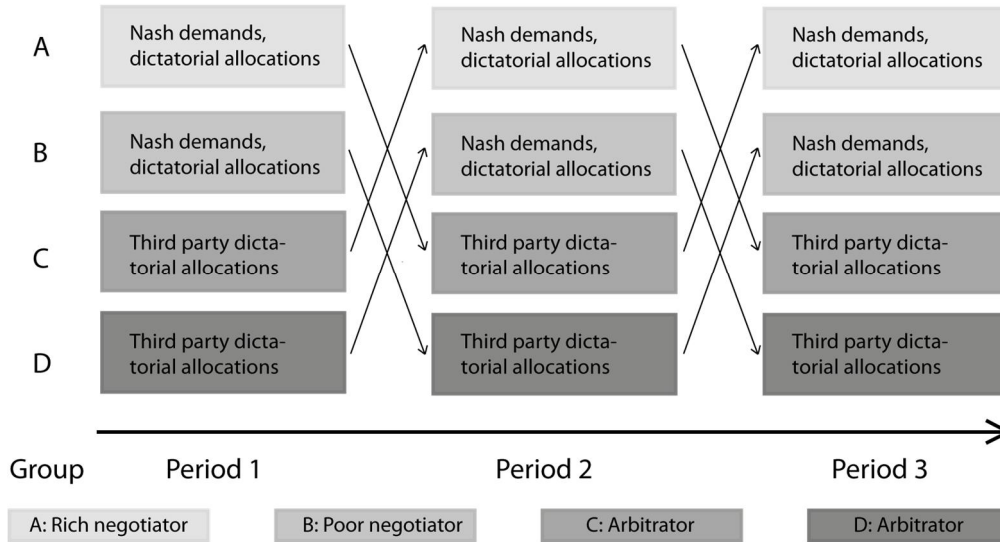 A
Nash demands,
dictatorial allocations
Nash demands,
dictatorial allocations
Nash demands,
dictatorial allocations
B
Nash demands,
dictatorial allocations
Nash demands,
dictatorial allocations
Nash demands,
dictatorial allocations
C
Third party dicta-
torial allocations
Third party dicta-
torial allocations
Third party dicta-
torial allocations
D
Third party dicta-
torial allocations
Third party dicta-
torial allocations
Third party dicta-
torial allocations
Group Period 1 Period 2 Period 3
A: Rich negotiator B: Poor negotiator C: Arbitrator D: Arbitrator